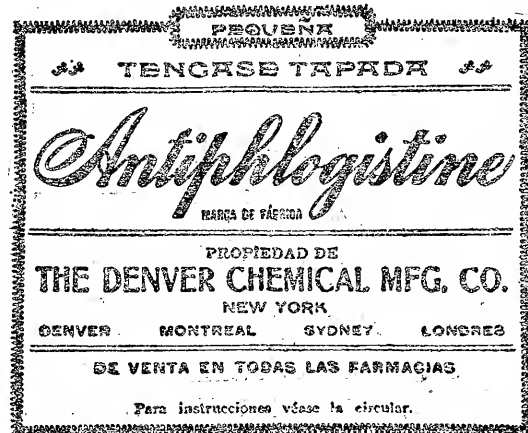 PEQUEÑA
TENGASE TAPADA
Antiphlogistine
MARCA DE FÁBRICA
PROPIEDAD DE
THE DENVER CHEMICAL MFG. CO.
NEW YORK
DENVER MONTREAL SYDNEY LONDRES
DE VENTA EN TODAS LAS FARMACIAS
Para instrucciones véase la circular.